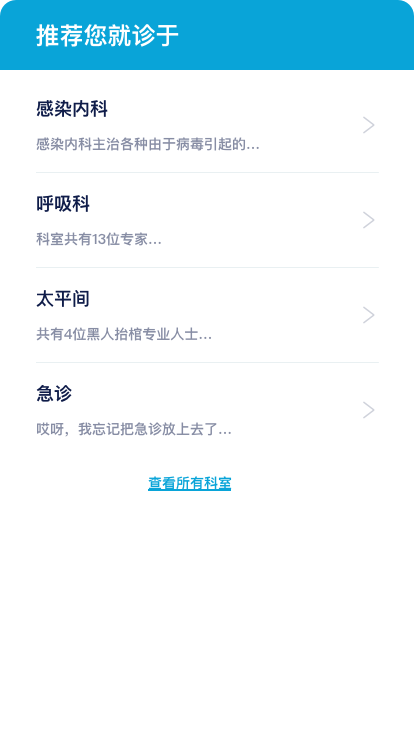 推荐您就诊于
感染内科
感染内科主治各种由于病毒引起的...
呼吸科
科室共有13位专家...
太平间
共有4位黑人抬棺专业人士...
急诊
哎呀，我忘记把急诊放上去了...
查看所有科室